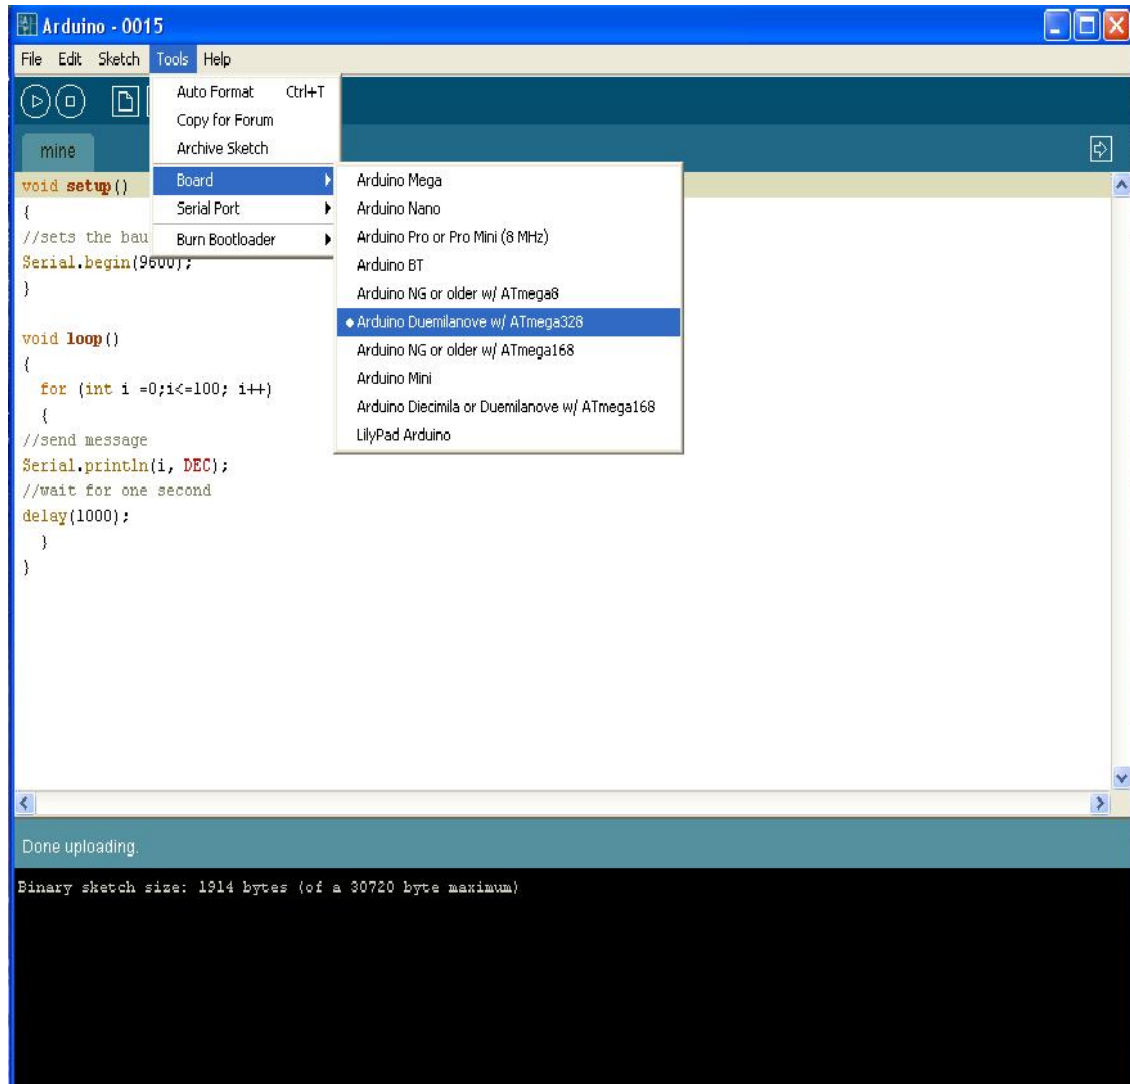 Arduino - 0015
File Edit Sketch Tools Help
Auto Format Ctrl+T
Copy for Forum
Archive Sketch
Board
Serial Port
Burn Bootloader
Arduino Mega
Arduino Nano
Arduino Pro or Pro Mini (8 MHz)
Arduino BT
Arduino NG or older w/ ATmega8
Arduino Duemilanove w/ ATmega328
Arduino NG or older w/ ATmega168
Arduino Mini
Arduino Diecimila or Duemilanove w/ ATmega168
LilyPad Arduino
mine
void setup()
{
//sets the bau
Serial.begin(9600);
}
void loop()
{
for (int i =0;i<=100; i++)
{
//send message
Serial.println(i, DEC);
//wait for one second
delay(1000);
}
}
Done uploading.
Binary sketch size: 1914 bytes (of a 30720 byte maximum)